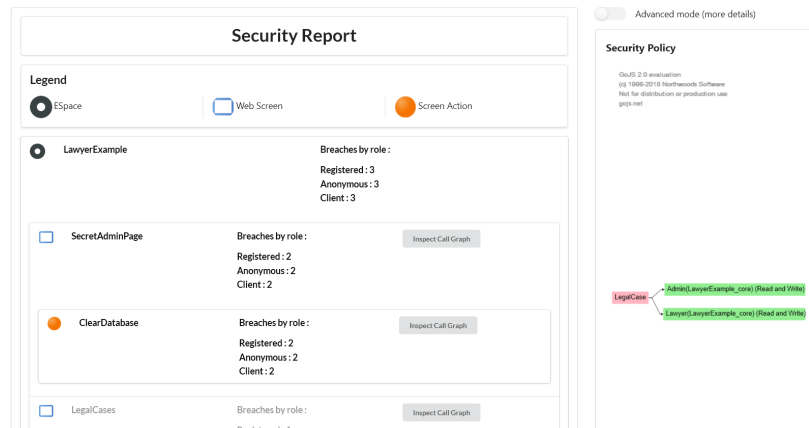 Security Report
Legend
ESpace
Web Screen
Screen Action
LawyerExample
Breaches by role :
Registered : 3
Anonymous : 3
Client : 3
SecretAdminPage
Breaches by role :
Inspect Call Graph
Registered : 2
Anonymous : 2
Client : 2
ClearDatabase
Breaches by role :
Inspect Call Graph
Registered : 2
Anonymous : 2
Client : 2
LegalCases
Breaches by role :
Inspect Call Graph
Advanced mode (more details)
Security Policy
GoJS 2.0 evaluation
(c) 1998-2018 Northwoods Software
Not for distribution or production use
gojs.net
Admin(LawyerExample_core) (Read and Write)
LegalCase
Lawyer(LawyerExample_core) (Read and Write)